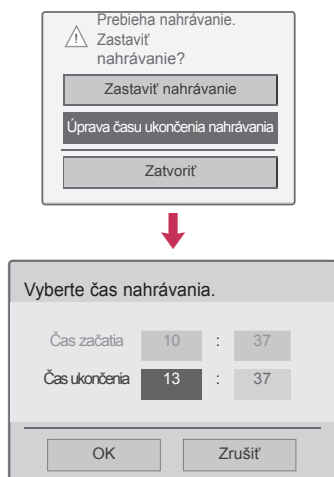 Prebieha nahrávanie.
Zastaviť
nahrávanie?
Zastaviť nahrávanie
Úprava času ukončenia nahrávania
Zatvoriť
Vyberte čas nahrávania.
Čas začatia 10 : 37
Čas ukončenia 13 : 37
OK Zrušiť